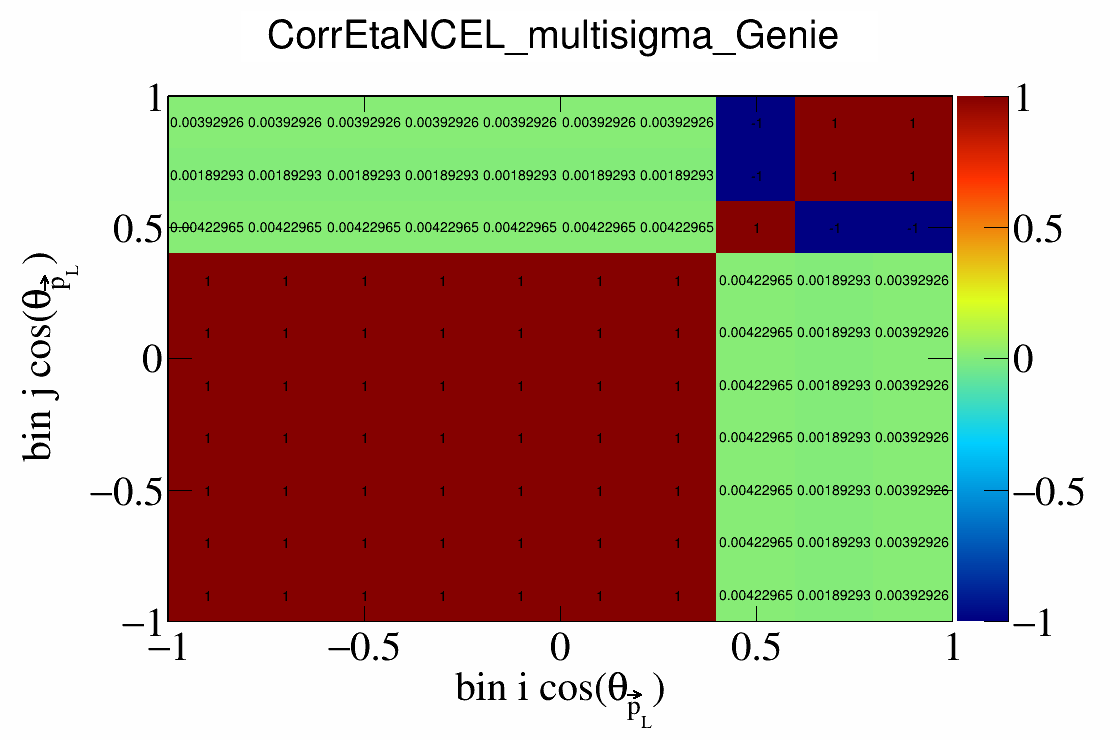 CorrEtaNCEL_multisigma_Genie
1 0.00392926 0.00392926 0.00392926 0.00392926 0.00392926 0.00392926 0.00392926 -1 1 1 1
0.00189293 0.00189293 0.00189293 0.00189293 0.00189293 0.00189293 0.00189293 -1 1 1
0.5 0.00422965 0.00422965 0.00422965 0.00422965 0.00422965 0.00422965 0.00422965 1 -1 -1 0.5
1 1 1 1 1 1 1 0.00422965 0.00189293 0.00392926
1 1 1 1 1 1 1 0.00422965 0.00189293 0.00392926
0 0
1 1 1 1 1 1 1 0.00422965 0.00189293 0.00392926
1 1 1 1 1 1 1 0.00422965 0.00189293 0.00392926
−0.5 1 1 1 1 1 1 1 0.00422965 0.00189293 0.00392926 −0.5
1 1 1 1 1 1 1 0.00422965 0.00189293 0.00392926
1 1 1 1 1 1 1 0.00422965 0.00189293 0.00392926
−1 −1
−1 −0.5 0 0.5 1
bin i cos(θp⃗L)
bin j cos(θp⃗L)